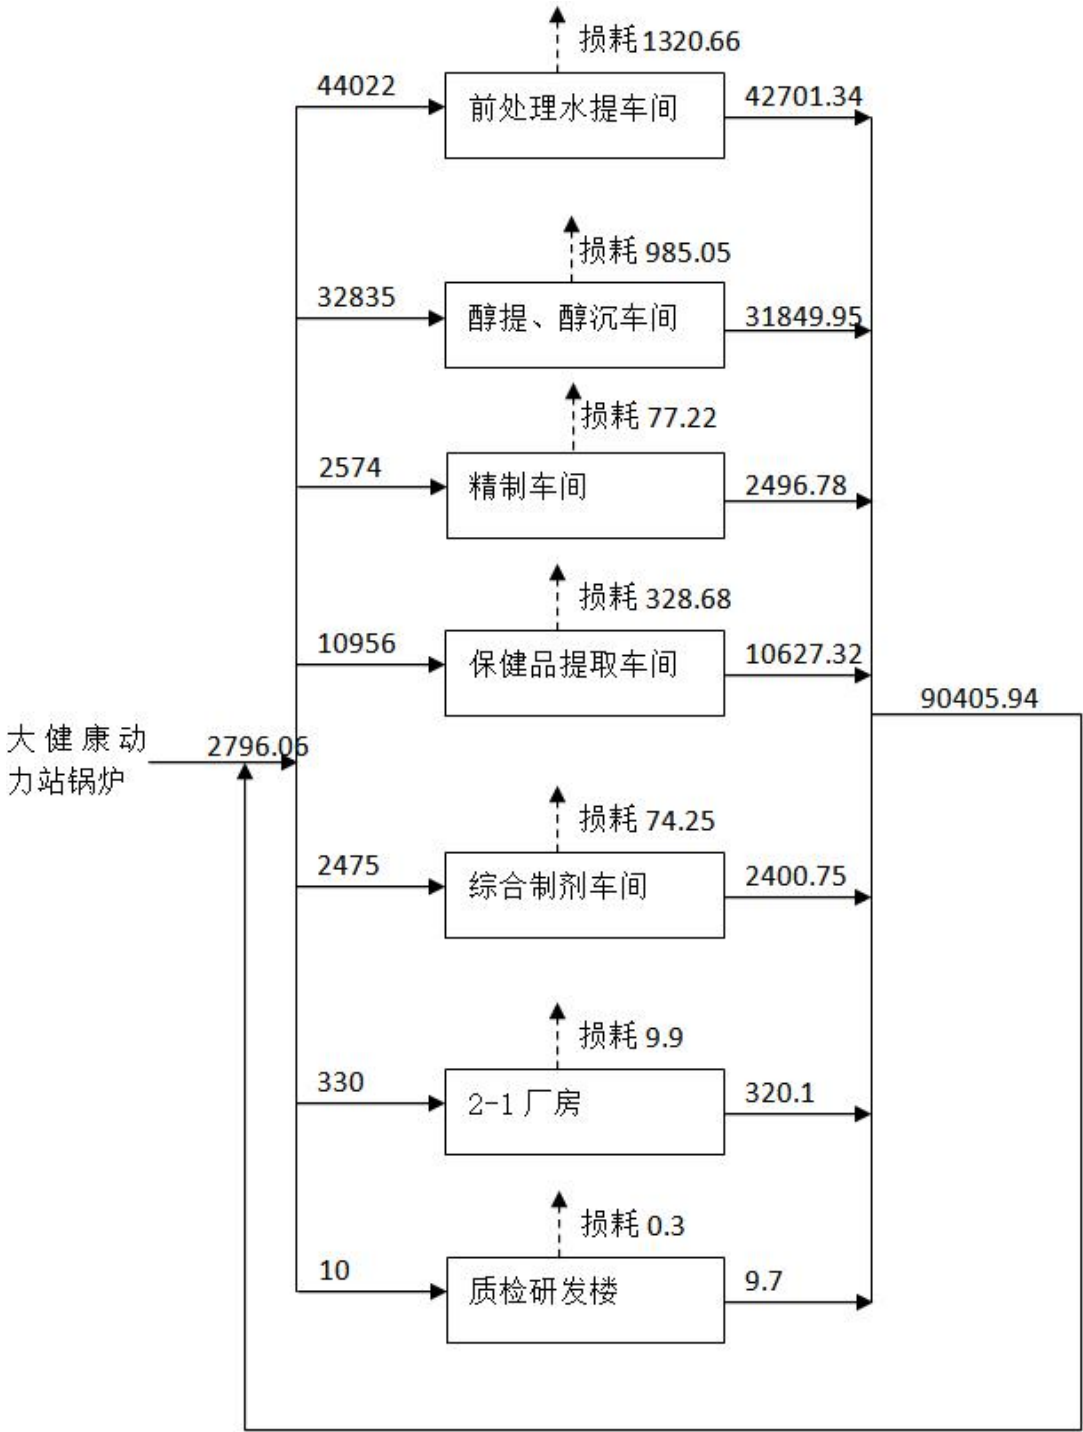 损耗 1320.66
44022
前处理水提车间
42701.34
损耗 985.05
32835
醇提、醇沉车间
31849.95
损耗 77.22
2574
精制车间
2496.78
损耗 328.68
10956
保健品提取车间
10627.32
90405.94
大健康动
力站锅炉
2796.06
损耗 74.25
2475
综合制剂车间
2400.75
损耗 9.9
330
2-1厂房
320.1
损耗 0.3
10
质检研发楼
9.7